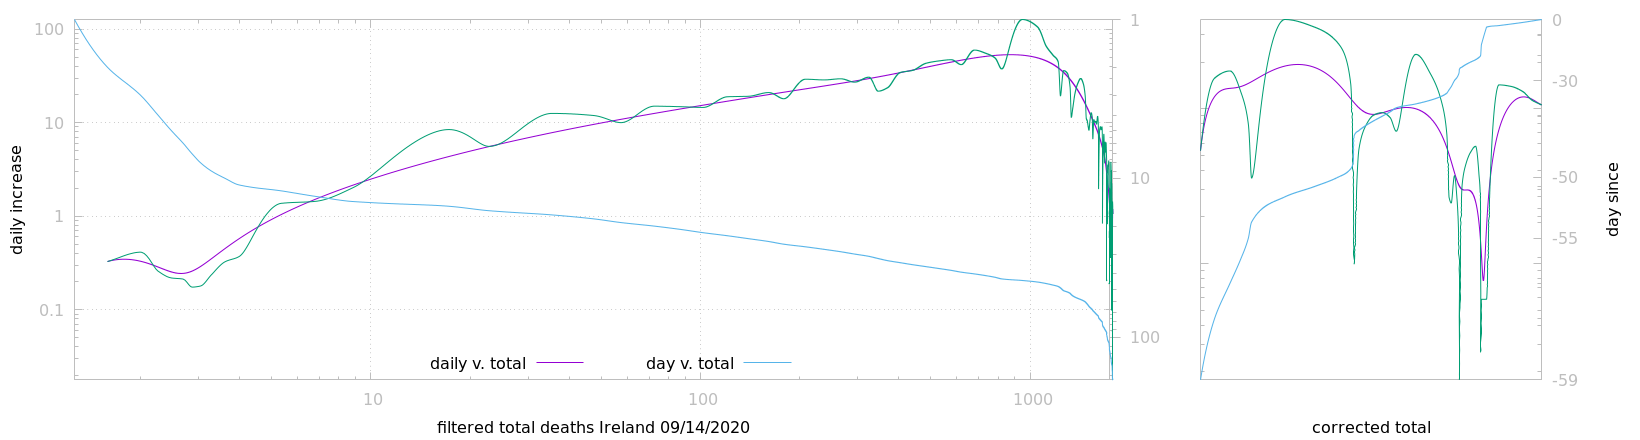 100
10
1
0.1
daily increase
daily v. total
day v. total
10
100
1000
filtered total deaths Ireland 09/14/2020
1
10
100
0
-30
-50
-55
-59
day since
corrected total